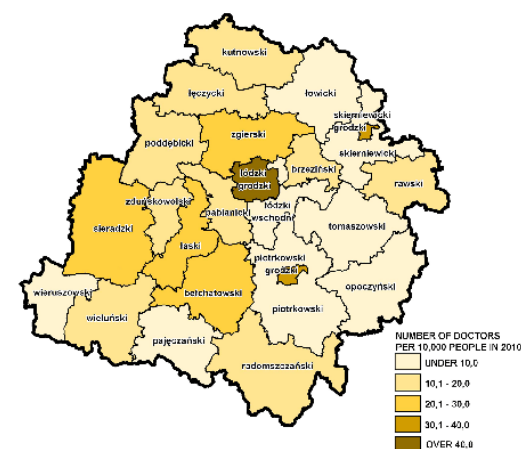 kutnowski
łęczycki
łowicki
skierniewicki
grodzki
zgierski
poddębicki
skierniewicki
łódzki
grodzki
brzeziński
rawski
zduńskowolski
pabianicki
łódzki
wschodni
sieradzki
tomaszowski
łaski
piotrkowski
grodzki
wieruszowski
bełchatowski
opoczyński
wieluński
piotrkowski
pajęczański
radomszczański
NUMBER OF DOCTORS
PER 10,000 PEOPLE IN 2010
UNDER 10,0
10,1 - 20,0
20,1 - 30,0
30,1 - 40,0
OVER 40,0